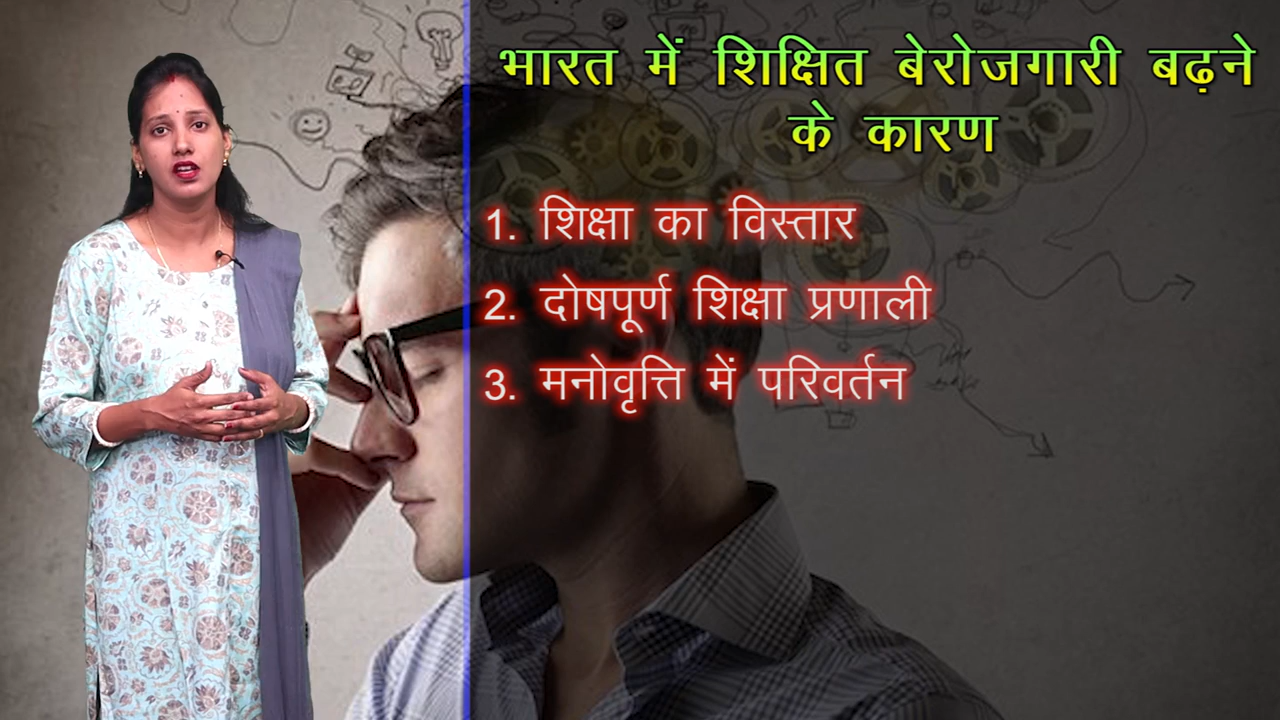 भारत में शिक्षित बेरोजगारी बढ़ने
के कारण
1. शिक्षा का विस्तार
2. दोषपूर्ण शिक्षा प्रणाली
3. मनोवृत्ति में परिवर्तन